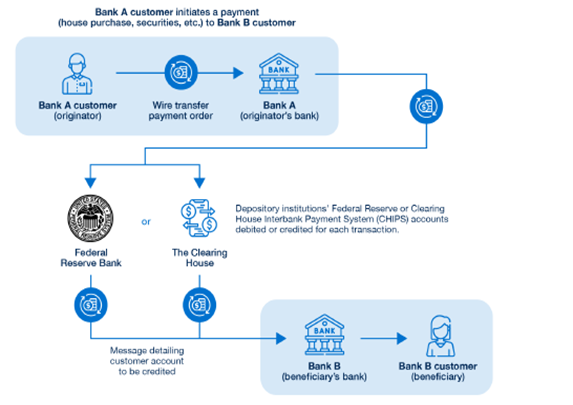 Bank A customer initiates a payment
(house purchase, securities, etc.) to Bank B customer
BANK
Bank A customer
(originator)
Wire transfer
payment order
Bank A
(originator's bank)
or
Depository institutions' Federal Reserve or Clearing
House Interbank Payment System (CHIPS) accounts
debited or credited for each transaction.
Federal
Reserve Bank
The Clearing
House
Message detailing
customer account
to be credited
BANK
Bank B
(beneficiary's bank)
Bank B customer
(beneficiary)